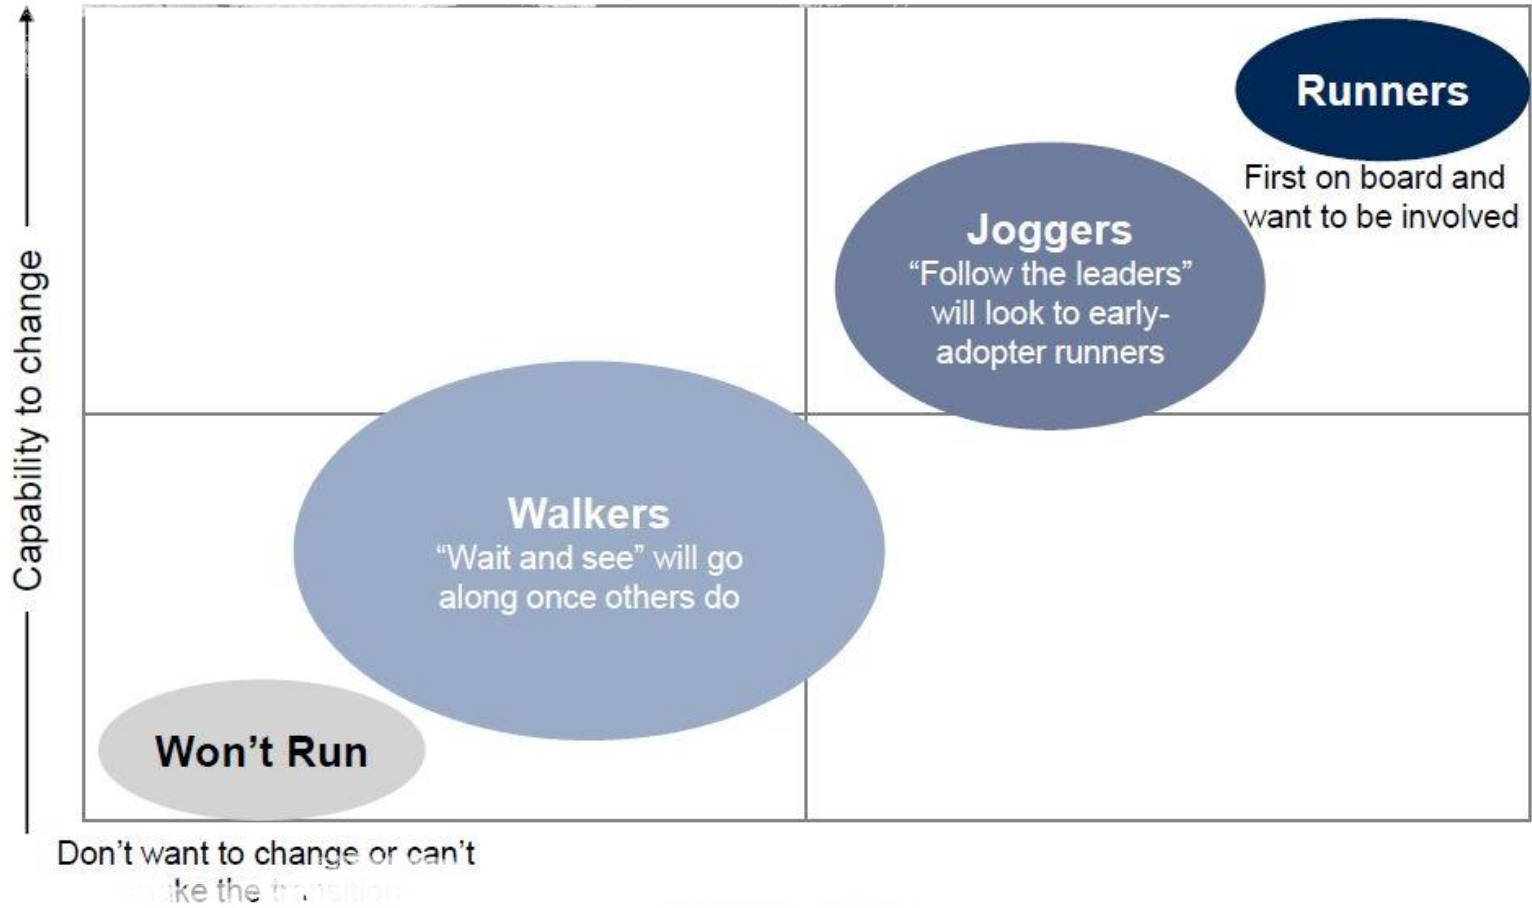 Runners
First on board and
want to be involved
Joggers
“Follow the leaders”
will look to early-
adopter runners
Capability to change
Walkers
“Wait and see” will go
along once others do
Won’t Run
Don’t want to change or can’t
the transition